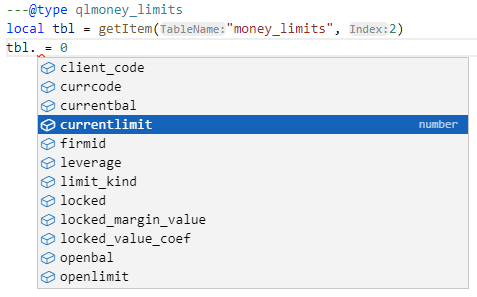 ---@type qlmoney_limits
local tbl = getItem(TableName:"money_limits", Index:2)
tbl. = 0
client_code
currcode
currentbal
currentlimit number
firmid
leverage
limit_kind
locked
locked_margin_value
locked_value_coef
openbal
openlimit